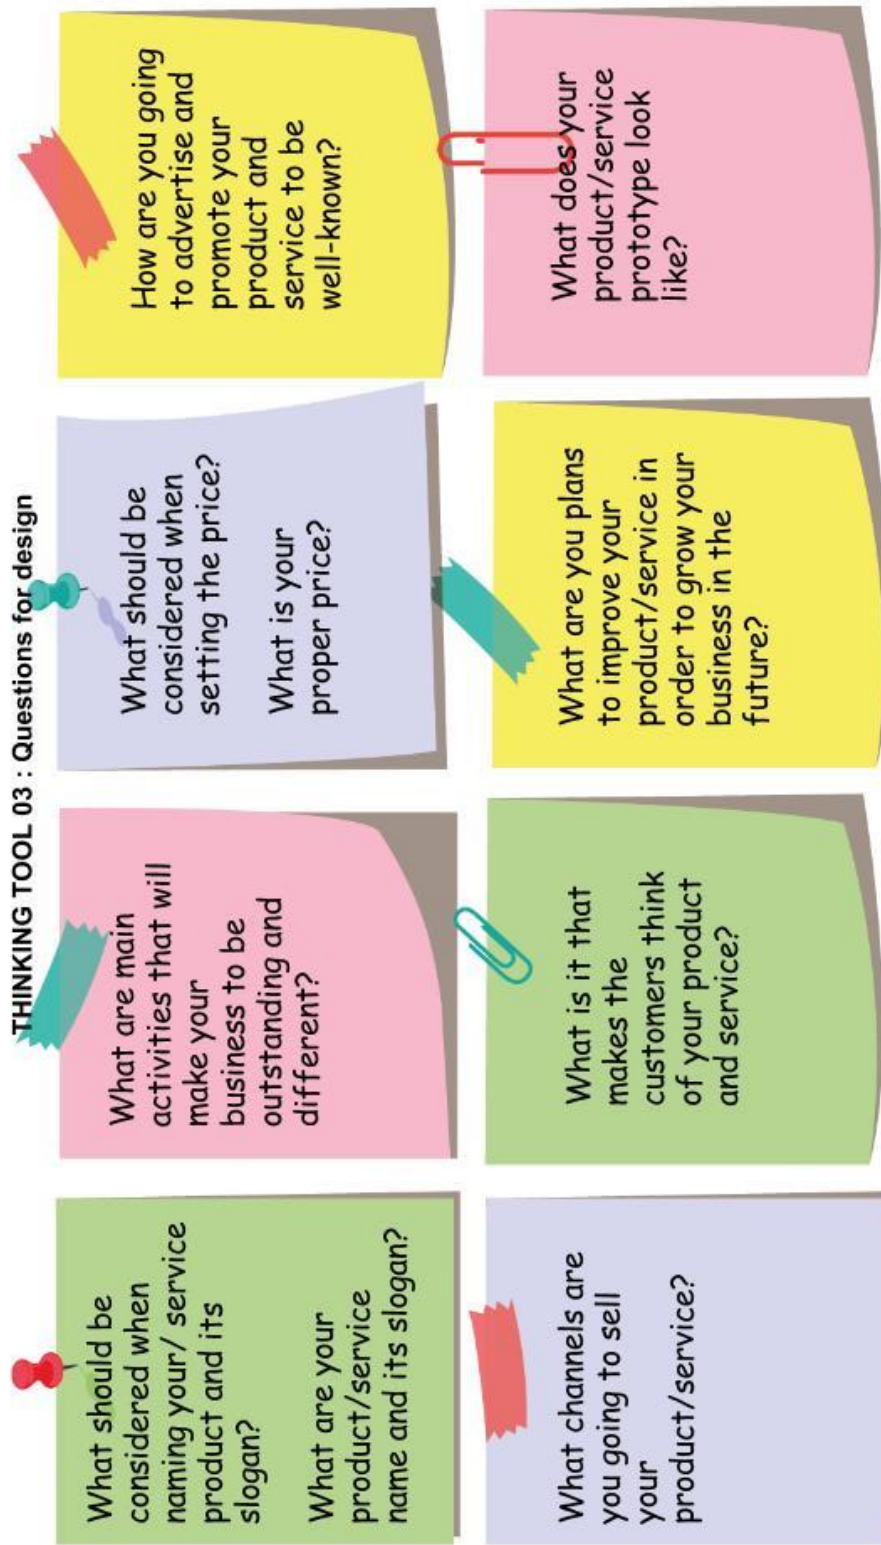 THINKING TOOL 03 : Questions for design
What should be
considered when
naming your/ service
product and its
slogan?
What are your
product/service
name and its slogan?
What are main
activities that will
make your
business to be
outstanding and
different?
What should be
considered when
setting the price?
What is your
proper price?
How are you going
to advertise and
promote your
product and
service to be
well-known?
What channels are
you going to sell
your
product/service?
What is it that
makes the
customers think
of your product
and service?
What are you plans
to improve your
product/service in
order to grow your
business in the
future?
What does your
product/service
prototype look
like?